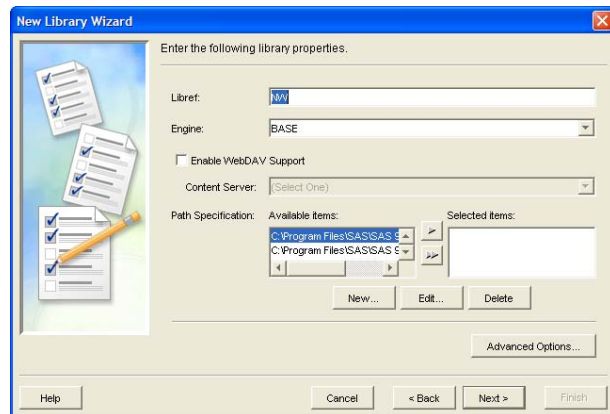 New Library Wizard
Enter the following library properties.
Libref: NW
Engine: BASE
Enable WebDAV Support
Content Server: (Select One)
Path Specification: Available items: Selected items:
C:\Program Files\SAS\SAS 9
C:\Program Files\SAS\SAS 9
New... Edit... Delete
Advanced Options...
Help Cancel < Back Next > Finish